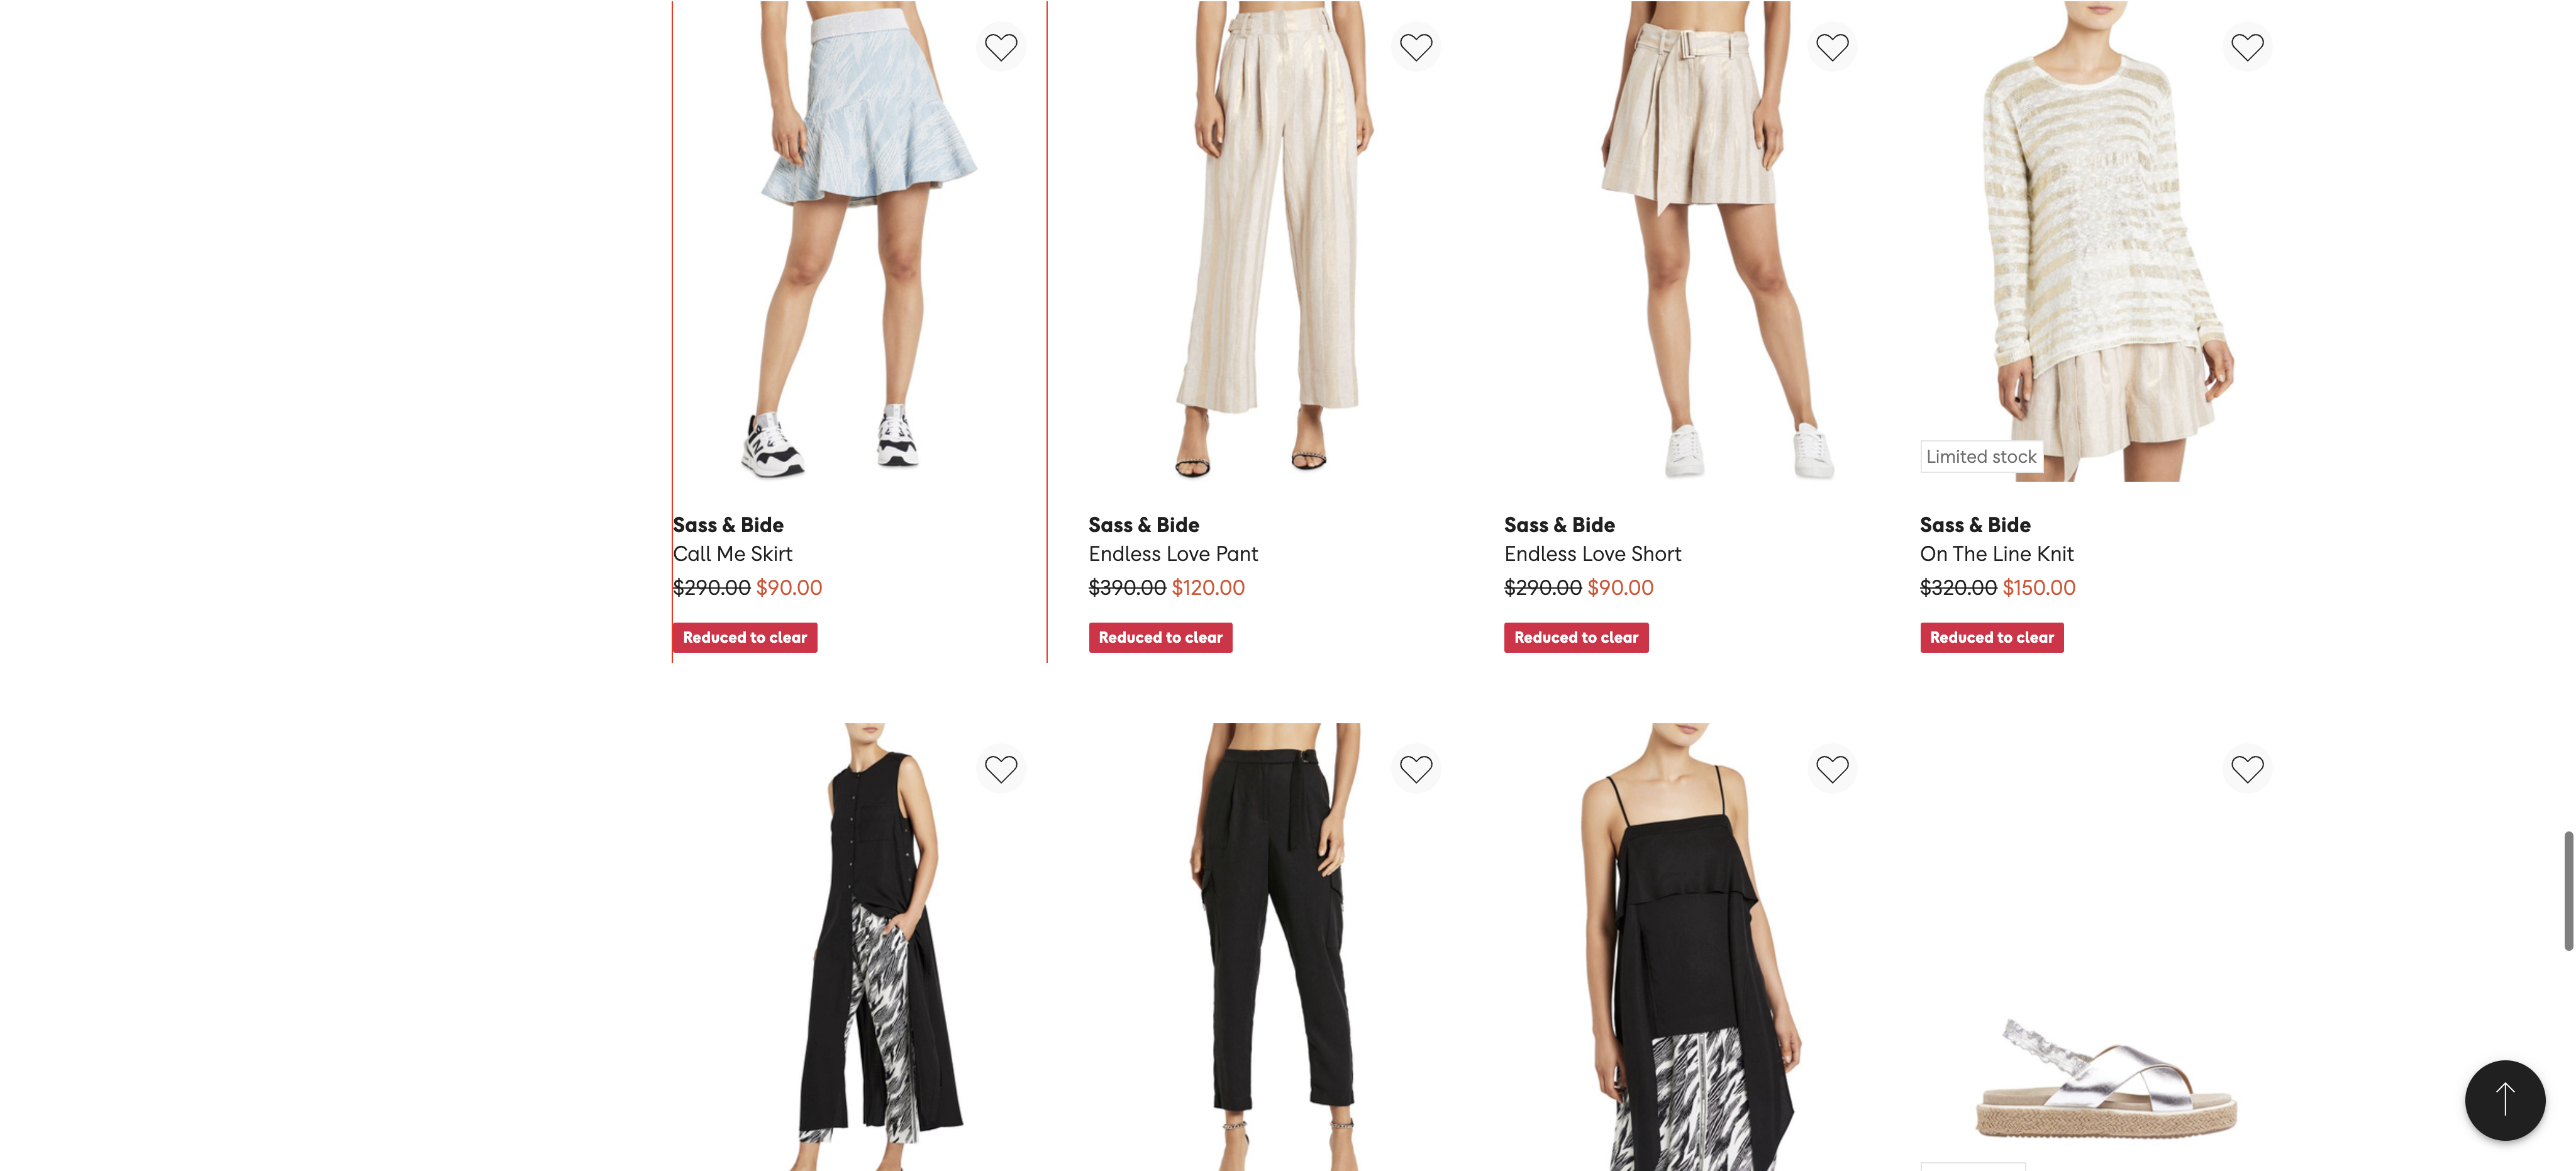 Limited stock
Sass & Bide
Call Me Skirt
$290.00 $90.00
Reduced to clear
Sass & Bide
Endless Love Pant
$390.00 $120.00
Reduced to clear
Sass & Bide
Endless Love Short
$290.00 $90.00
Reduced to clear
Sass & Bide
On The Line Knit
$320.00 $150.00
Reduced to clear